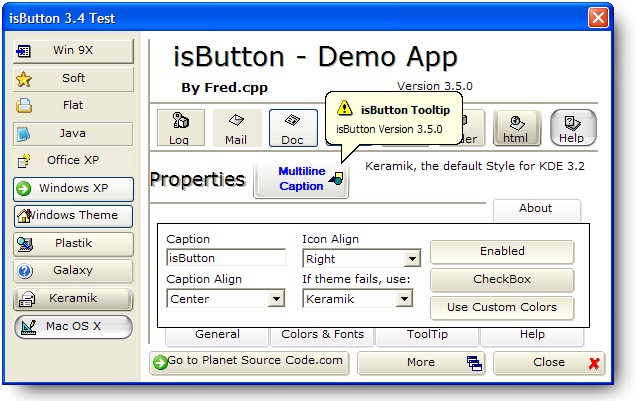 isButton 3.4 Test
Win 9X
Soft
Flat
Java
Office XP
Windows XP
Windows Theme
Plastik
Galaxy
Keramik
Mac OS X
isButton - Demo App
By Fred.cpp
Version 3.5.0
isButton Tooltip
isButton Version 3.5.0
Log
Mail
Doc
html
Help
Properties
Multiline
Caption
Keramik, the default Style for KDE 3.2
About
Caption
isButton
Icon Align
Right
Enabled
Caption Align
Center
If theme fails, use:
Keramik
CheckBox
Use Custom Colors
General
Colors & Fonts
ToolTip
Help
Go to Planet Source Code.com
More
Close